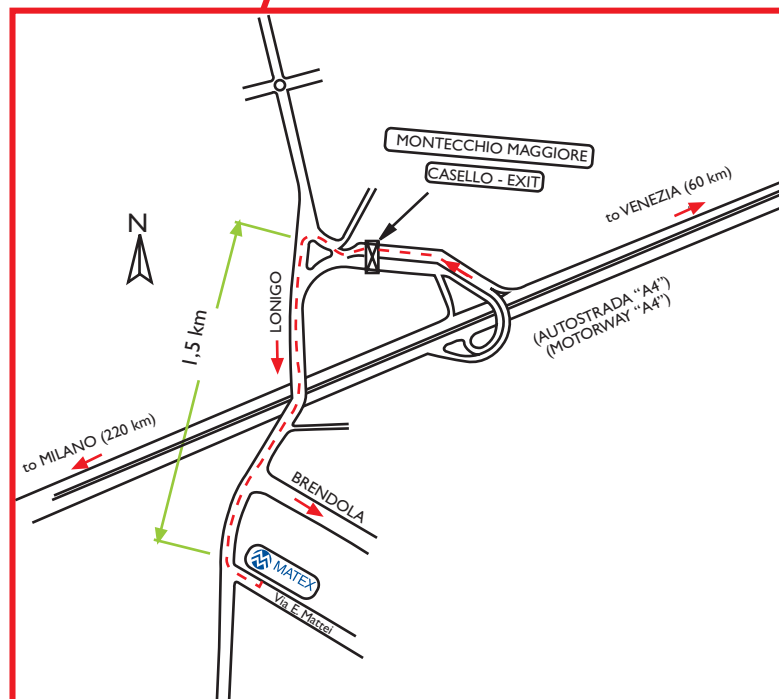 MONTECCHIO MAGGIORE
CASELLO - EXIT
to VENEZIA (60 km)
N
LONIGO
1,5 km
(AUTOSTRADA "A4")
(MOTORWAY "A4")
to MILANO (220 km)
BRENDOLA
MATEX
Via E. Mattei